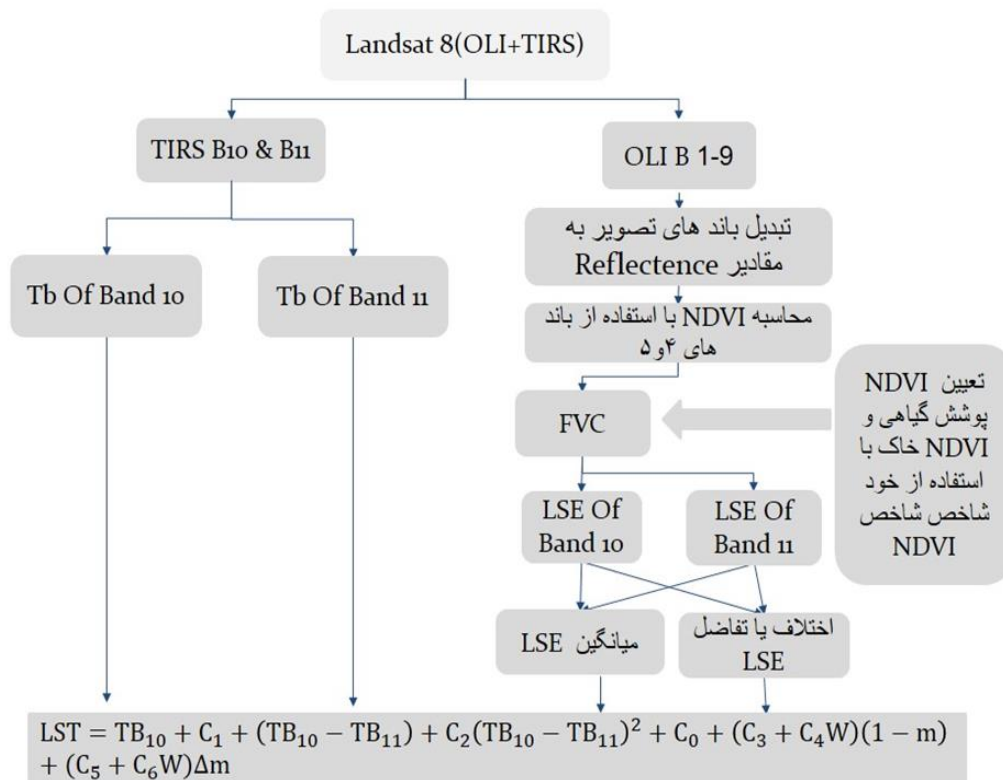 Landsat 8(OLI+TIRS)
TIRS B10 & B11
OLI B 1-9
تبدیل باند های تصویر به
مقادیر Reflectence
Tb Of Band 10
Tb Of Band 11
محاسبه NDVI با استفاده از باند
های ۴و۵
تعیین NDVI
پوشش گیاهی و
NDVI خاک با
استفاده از خود
شاخص شاخص
NDVI
FVC
LSE Of
Band 10
LSE Of
Band 11
میانگین LSE
اختلاف یا تفاضل
LSE
LST = TB₁₀ + C₁ + (TB₁₀ − TB₁₁) + C₂(TB₁₀ − TB₁₁)² + C₀ + (C₃ + C₄W)(1 − m)
+ (C₅ + C₆W)Δm